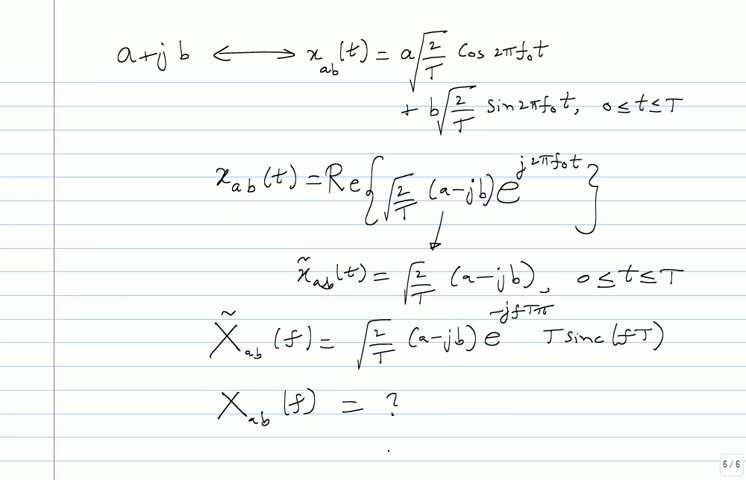 a+jb ⟷ x_ab(t) = a√(2/T) cos 2πf₀t
+ b√(2/T) sin 2πf₀t, 0 ≤ t ≤ T
x_ab(t) = Re{√(2/T) (a-jb) e^{j2πf₀t}}
x̃_ab(t) = √(2/T) (a-jb), 0 ≤ t ≤ T
X̃_ab(f) = √(2/T) (a-jb) e^{-jfTπ} T sinc(fT)
X_ab(f) = ?
6/6